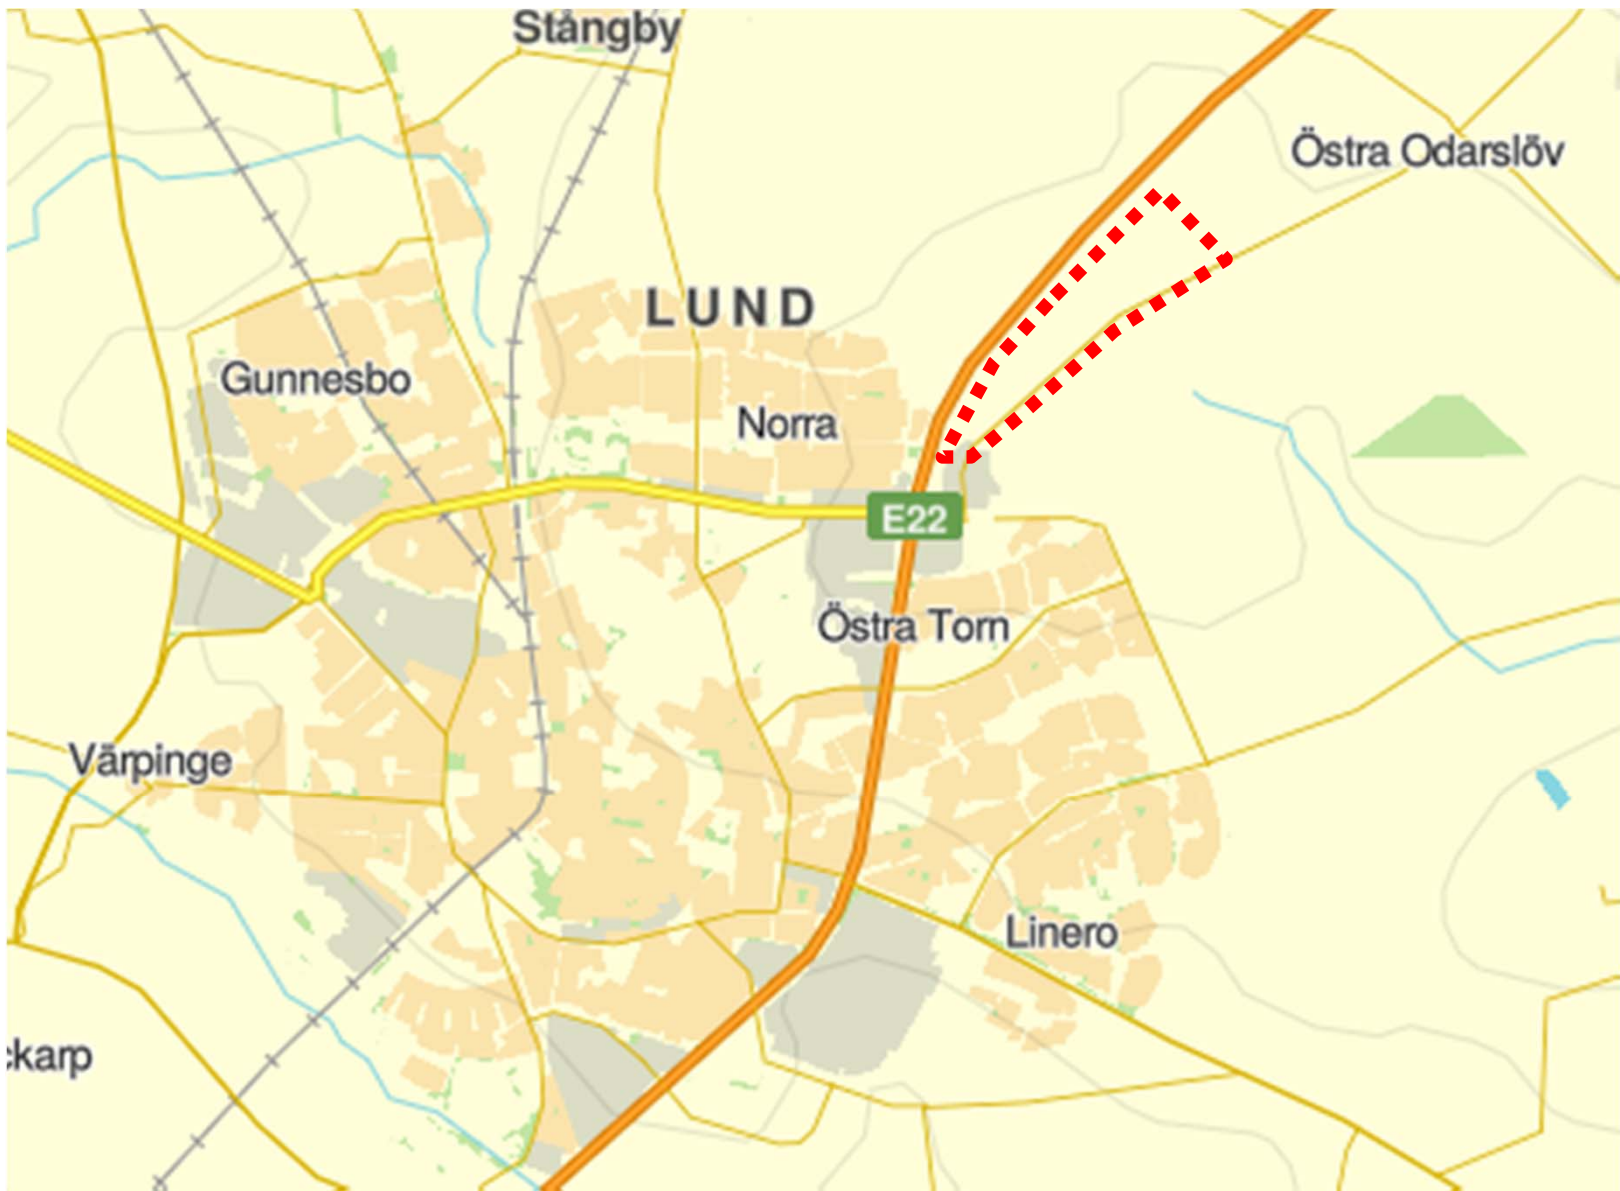 Stångby
Östra Odarslöv
LUND
Gunnesbo
Norra
E22
Östra Torn
Värpinge
Linero
ckarp